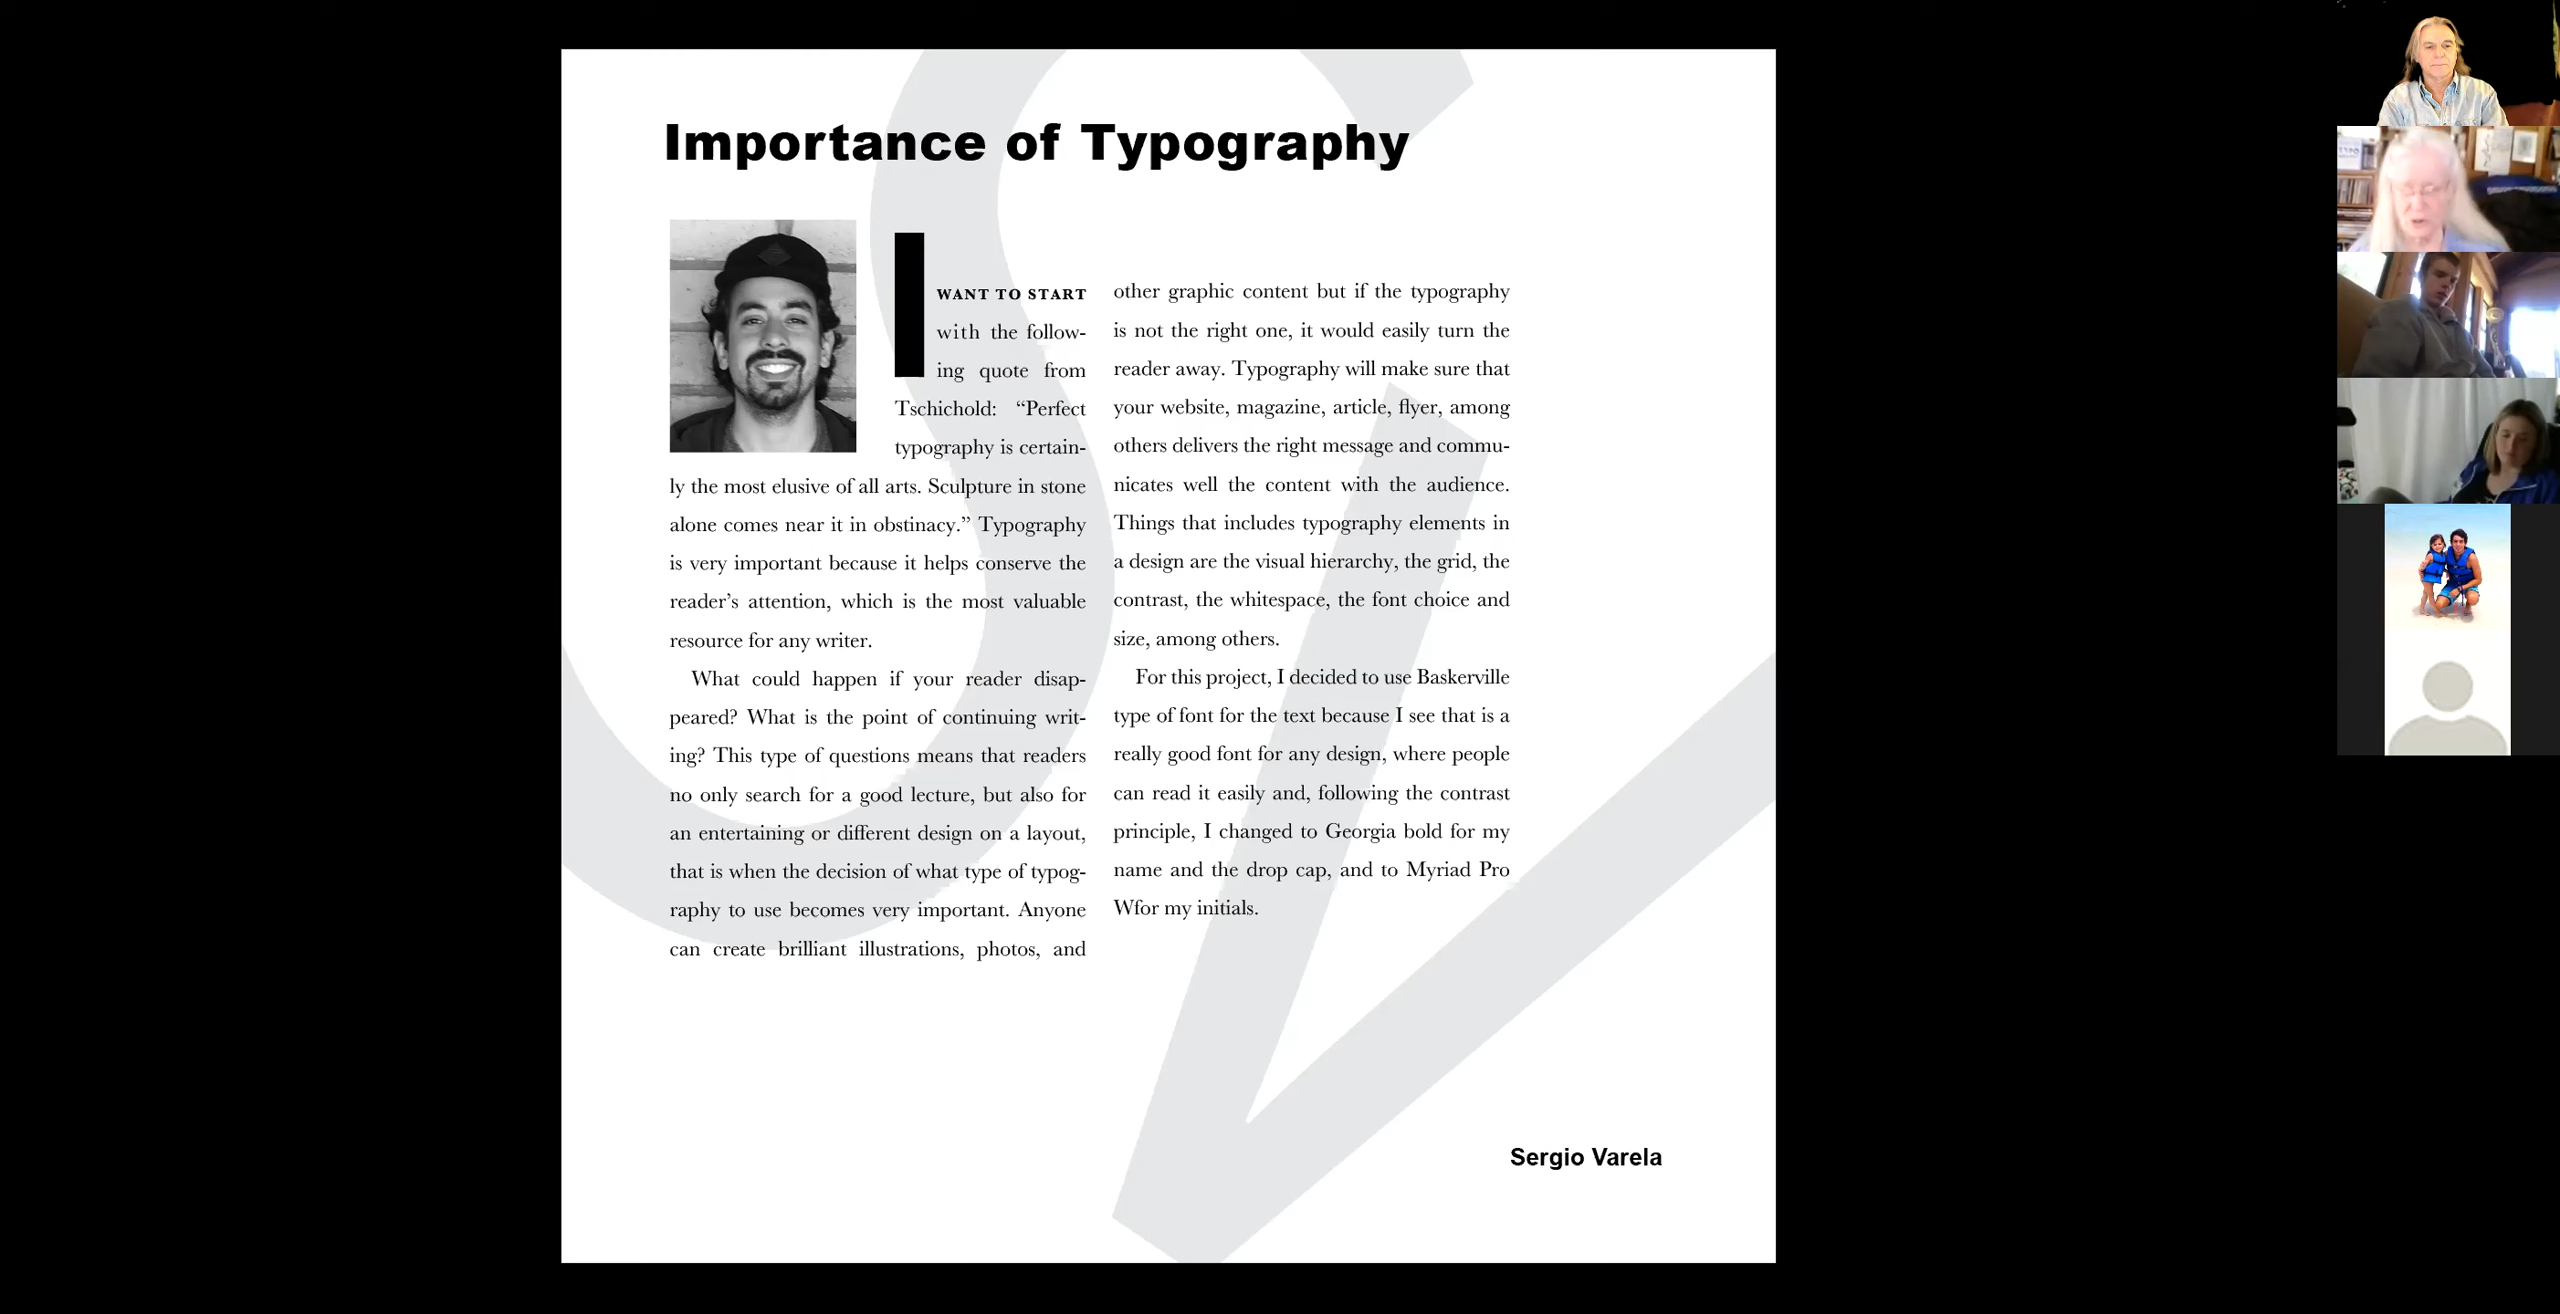 Importance of Typography
I WANT TO START
with the follow-
ing quote from
Tschichold: “Perfect
typography is certain-
ly the most elusive of all arts. Sculpture in stone
alone comes near it in obstinacy.” Typography
is very important because it helps conserve the
reader’s attention, which is the most valuable
resource for any writer.
What could happen if your reader disap-
peared? What is the point of continuing writ-
ing? This type of questions means that readers
no only search for a good lecture, but also for
an entertaining or different design on a layout,
that is when the decision of what type of typog-
raphy to use becomes very important. Anyone
can create brilliant illustrations, photos, and
other graphic content but if the typography
is not the right one, it would easily turn the
reader away. Typography will make sure that
your website, magazine, article, flyer, among
others delivers the right message and commu-
nicates well the content with the audience.
Things that includes typography elements in
a design are the visual hierarchy, the grid, the
contrast, the whitespace, the font choice and
size, among others.
For this project, I decided to use Baskerville
type of font for the text because I see that is a
really good font for any design, where people
can read it easily and, following the contrast
principle, I changed to Georgia bold for my
name and the drop cap, and to Myriad Pro
Wfor my initials.
SV
Sergio Varela